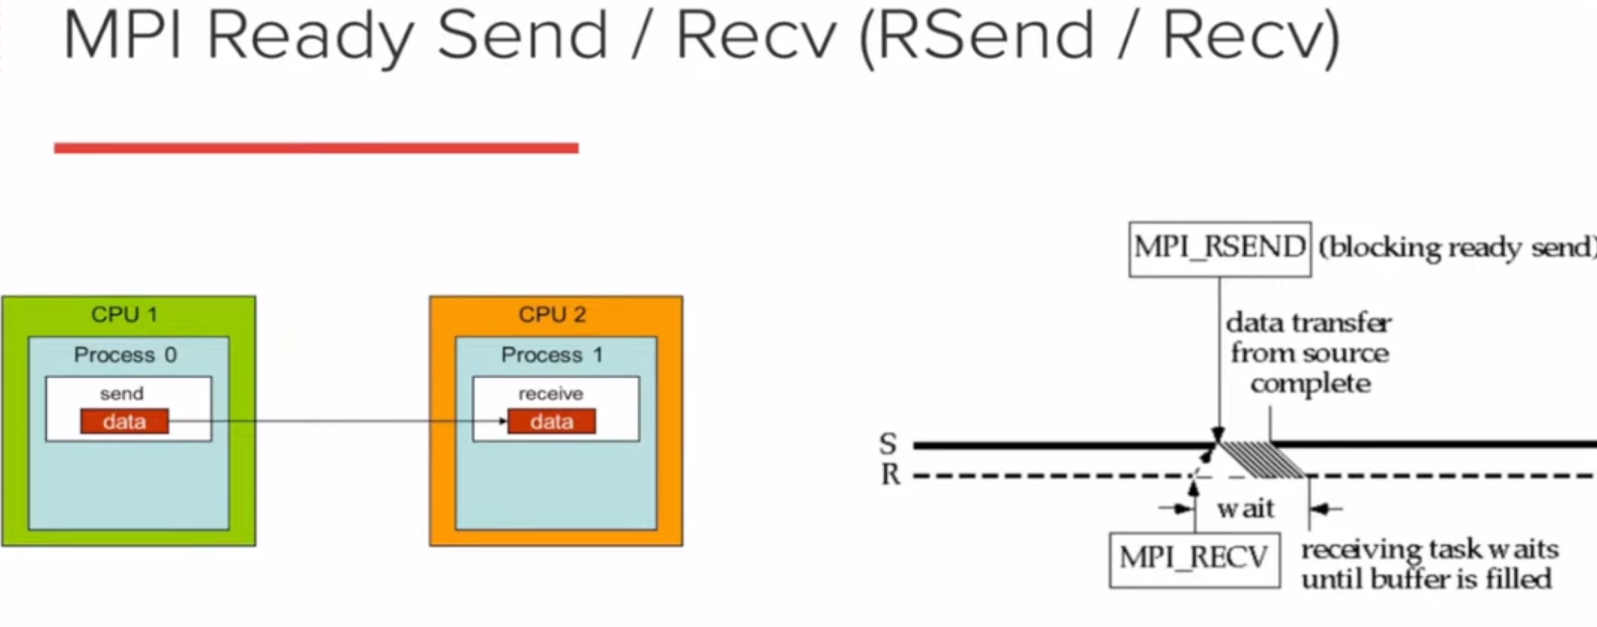 MPI Ready Send / Recv (RSend / Recv)
CPU 1
Process 0
send
data
CPU 2
Process 1
receive
data
MPI_RSEND (blocking ready send)
data transfer
from source
complete
S
R
wait
MPI_RECV
receiving task waits
until buffer is filled